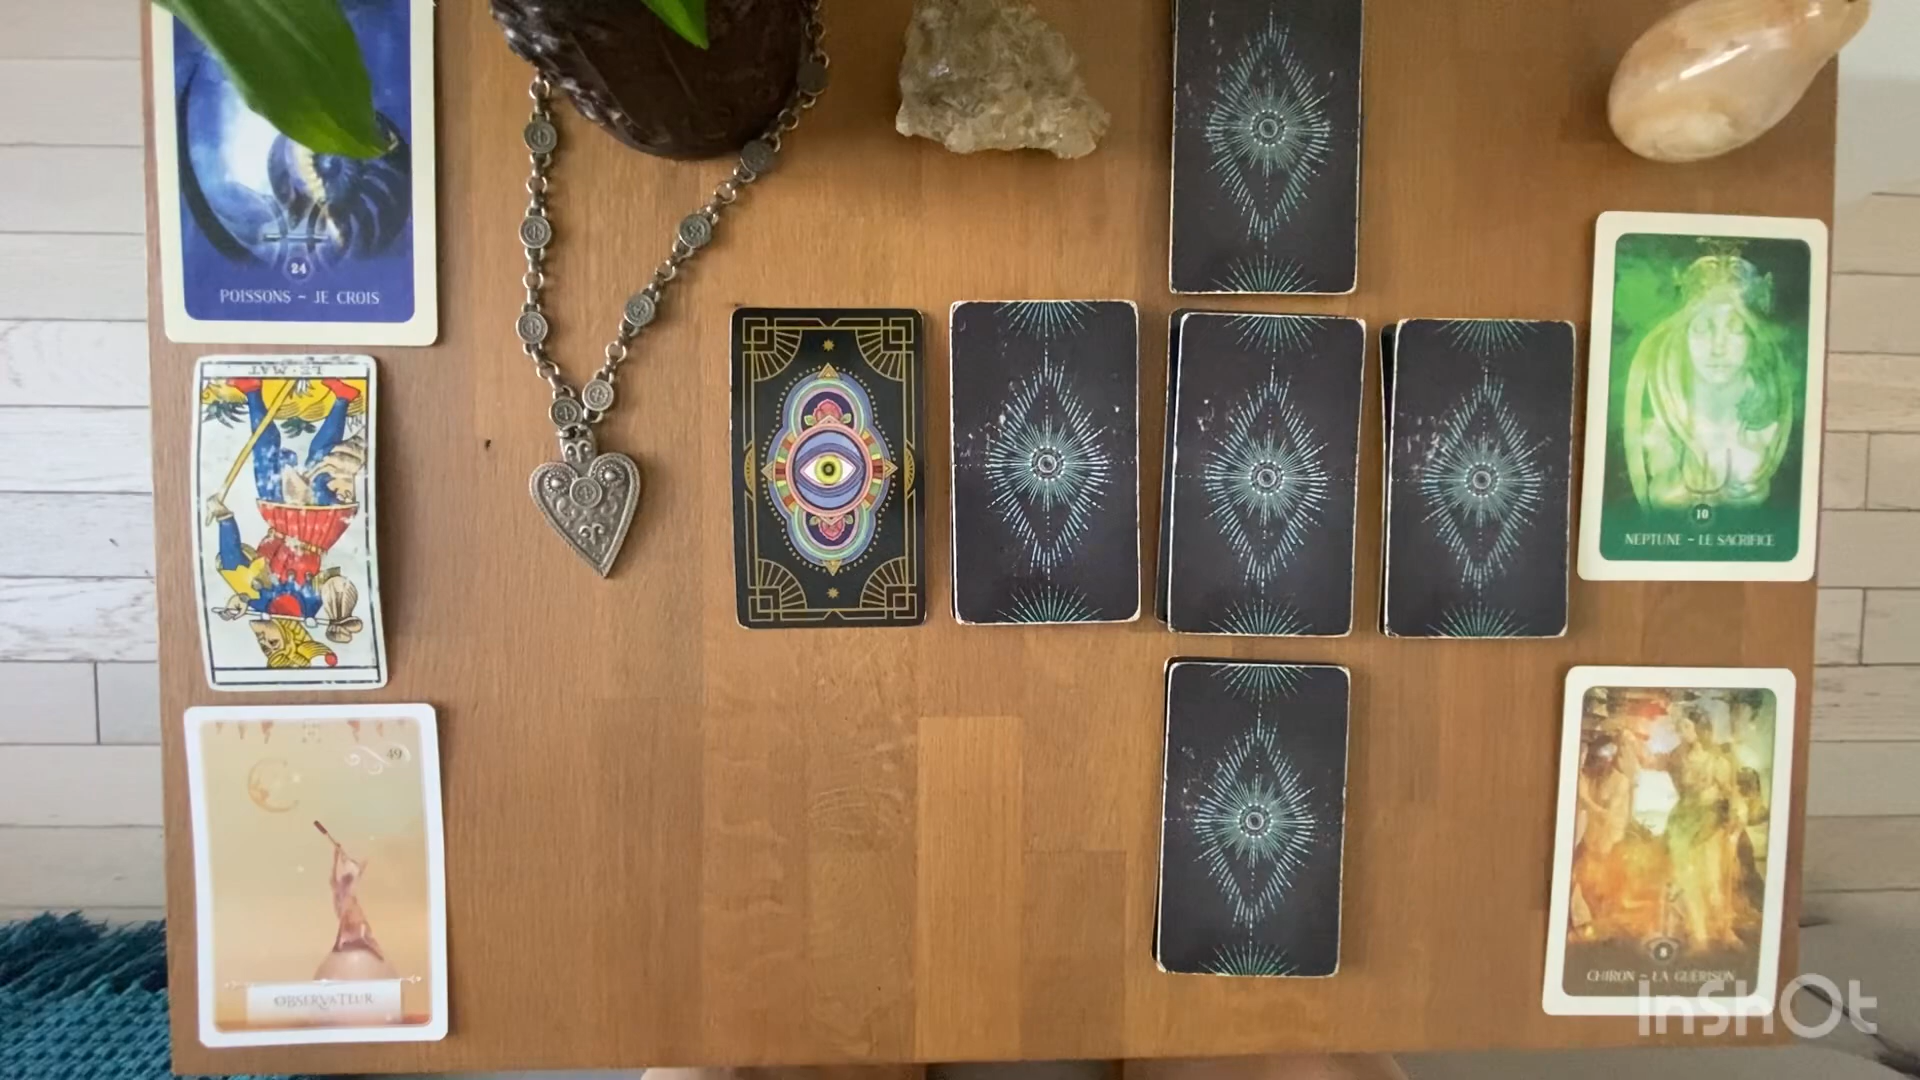 24
POISSONS - JE CROIS
LE·MAT
49
OBSERVATEUR
10
NEPTUNE - LE SACRIFICE
8
CHIRON - LA GUÉRISON
InShOt